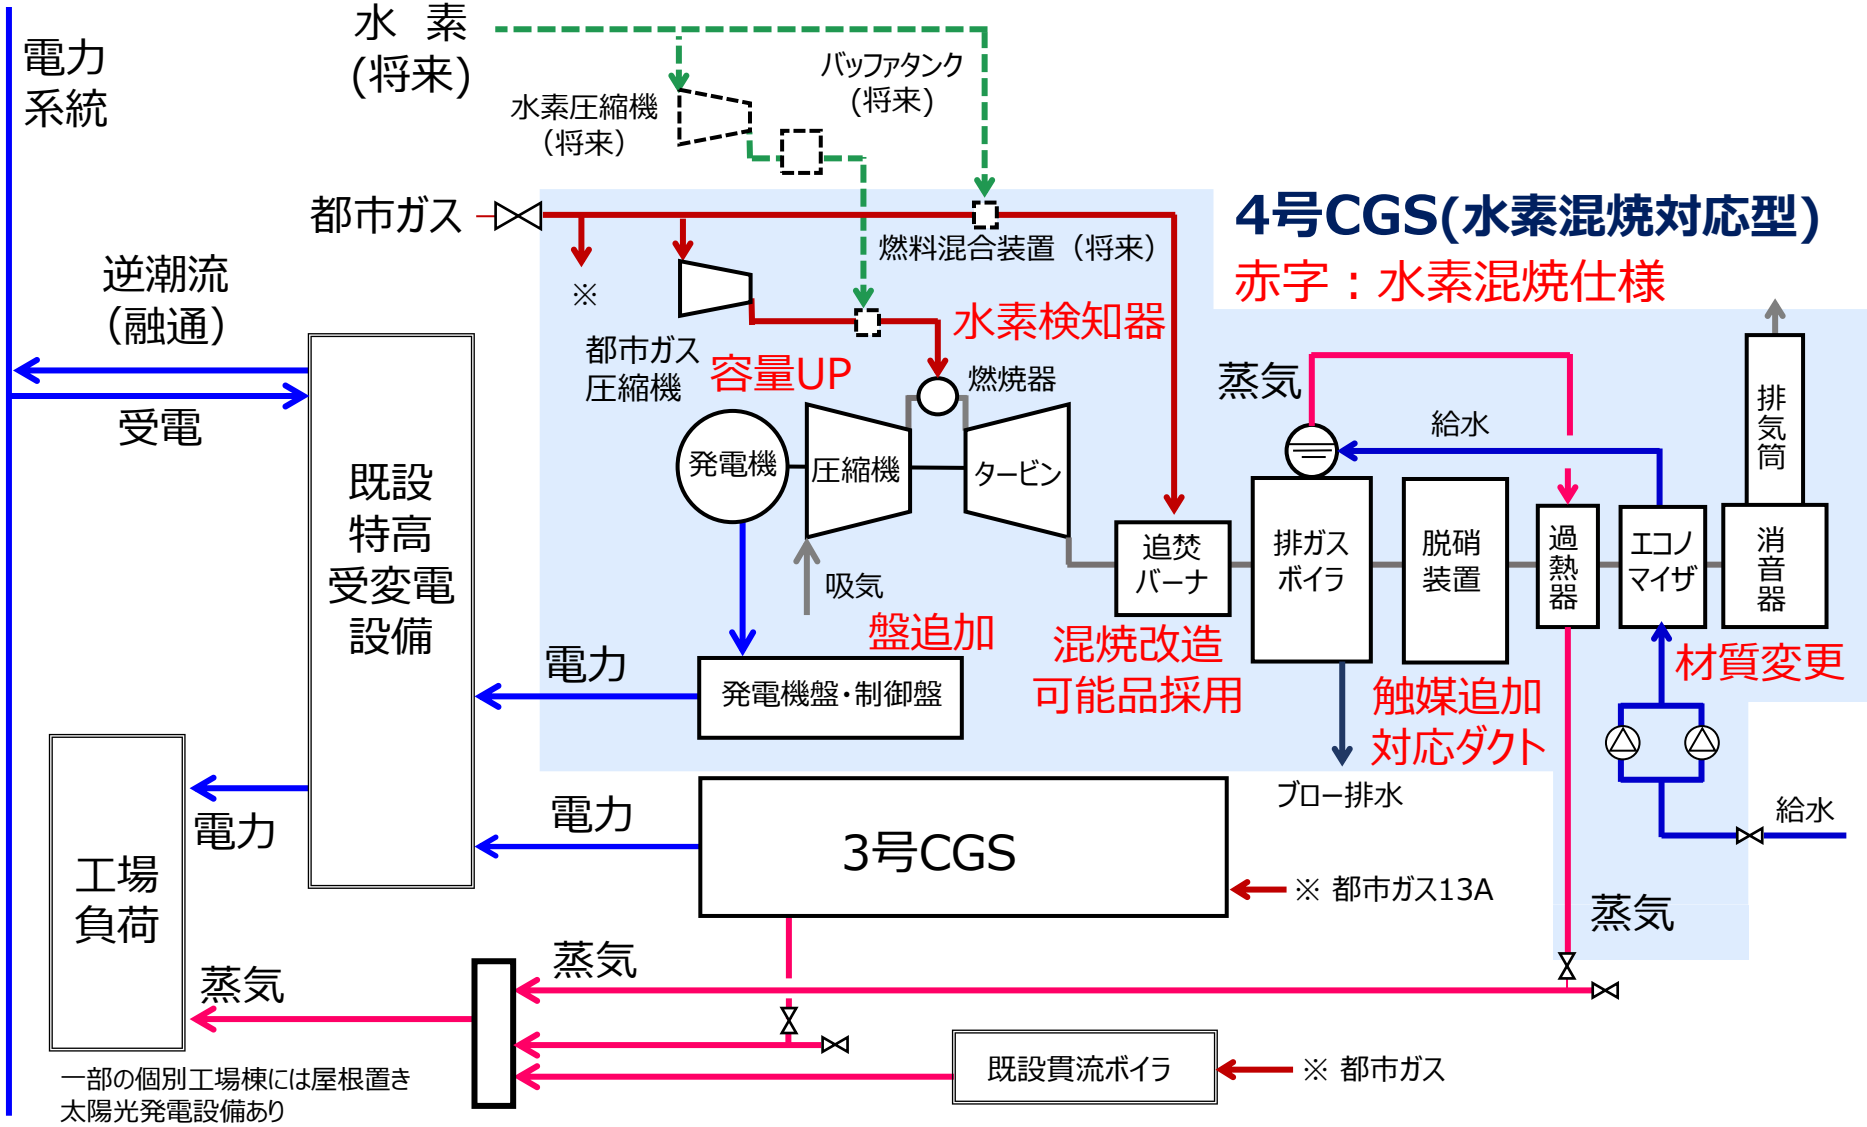 電力
系統
水 素
(将来)
水素圧縮機
（将来）
バッファタンク
(将来)
都市ガス
4号CGS(水素混焼対応型)
赤字：水素混焼仕様
燃料混合装置（将来）
※
逆潮流
（融通）
受電
都市ガス
圧縮機
容量UP
水素検知器
燃焼器
蒸気
給水
排気筒
発電機
圧縮機
タービン
既設
特高
受変電
設備
吸気
追焚
バーナ
排ガス
ボイラ
脱硝
装置
過熱器
エコノ
マイザ
消音器
盤追加
混焼改造
可能品採用
触媒追加
対応ダクト
材質変更
電力
発電機盤・制御盤
ブロー排水
給水
電力
電力
3号CGS
※ 都市ガス13A
工場
負荷
蒸気
蒸気
蒸気
既設貫流ボイラ
※ 都市ガス
一部の個別工場棟には屋根置き
太陽光発電設備あり